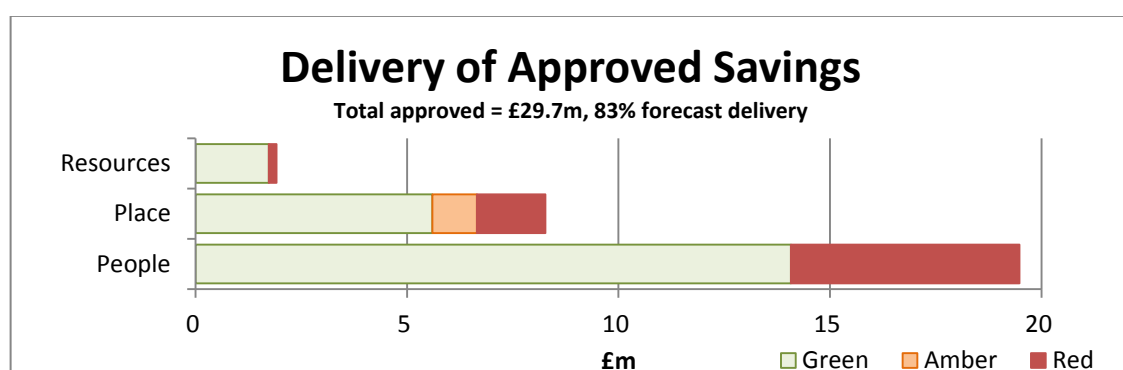 Delivery of Approved Savings
Total approved = £29.7m, 83% forecast delivery
Resources
Place
People
0 5 10 15 20
£m
Green Amber Red